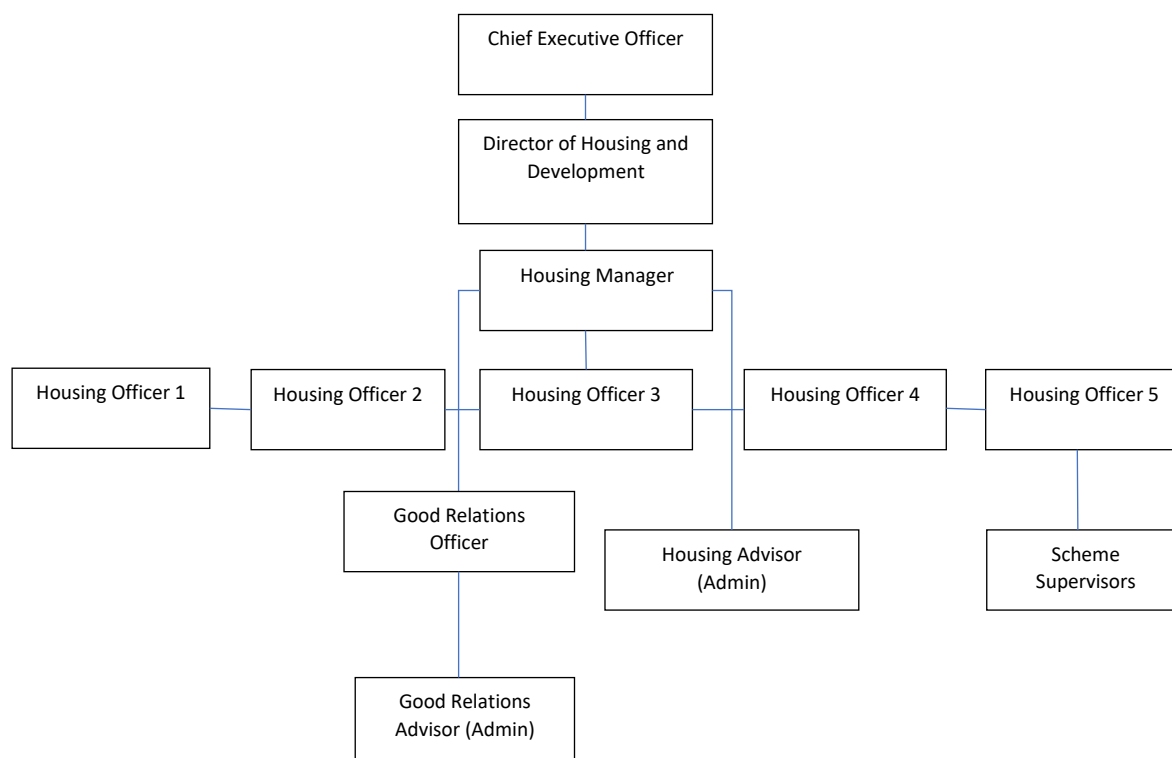 Chief Executive Officer
Director of Housing and
Development
Housing Manager
Housing Officer 1
Housing Officer 2
Housing Officer 3
Housing Officer 4
Housing Officer 5
Good Relations
Officer
Housing Advisor
(Admin)
Scheme
Supervisors
Good Relations
Advisor (Admin)